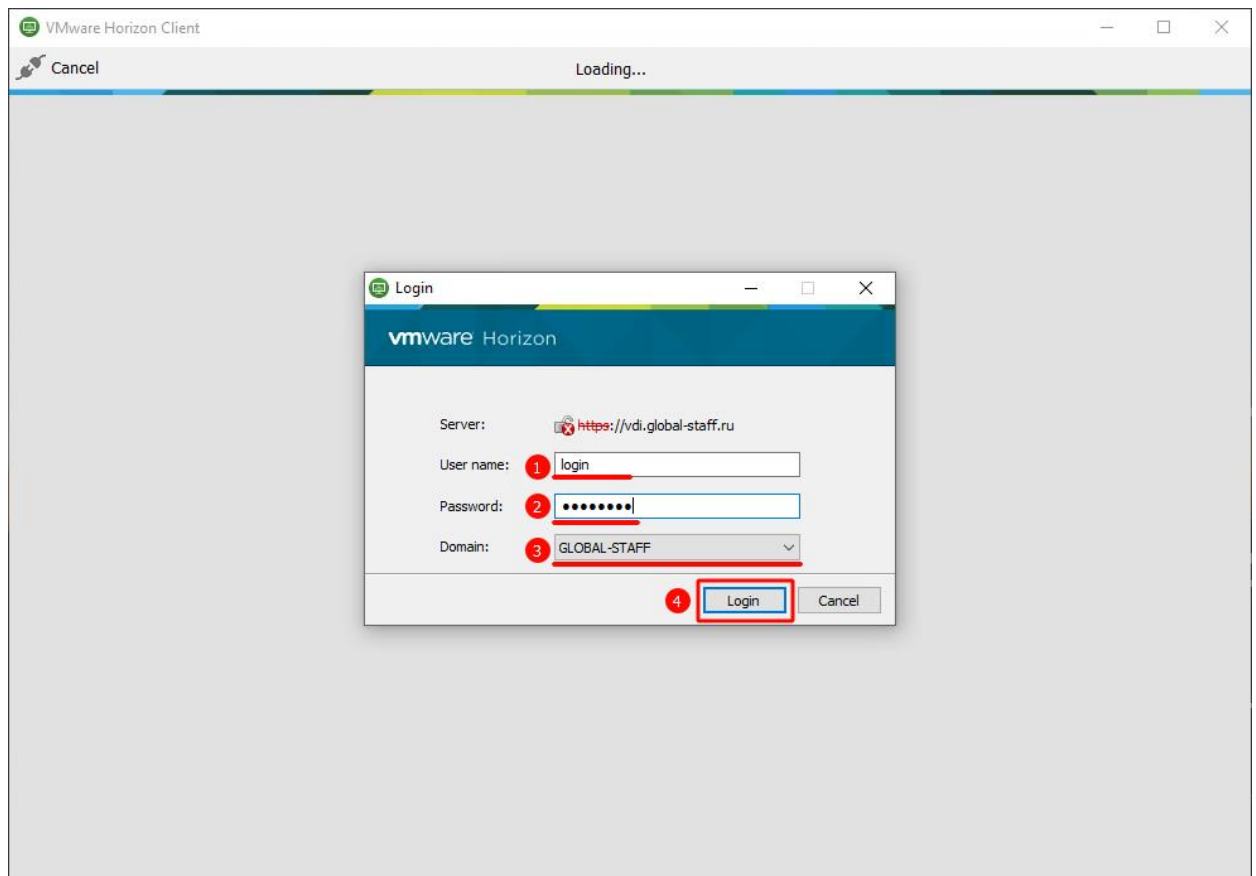 VMware Horizon Client
Cancel
Loading...
Login
vmware Horizon
Server: https://vdi.global-staff.ru
User name: 1 login
Password: 2 ••••••••
Domain: 3 GLOBAL-STAFF
4 Login Cancel